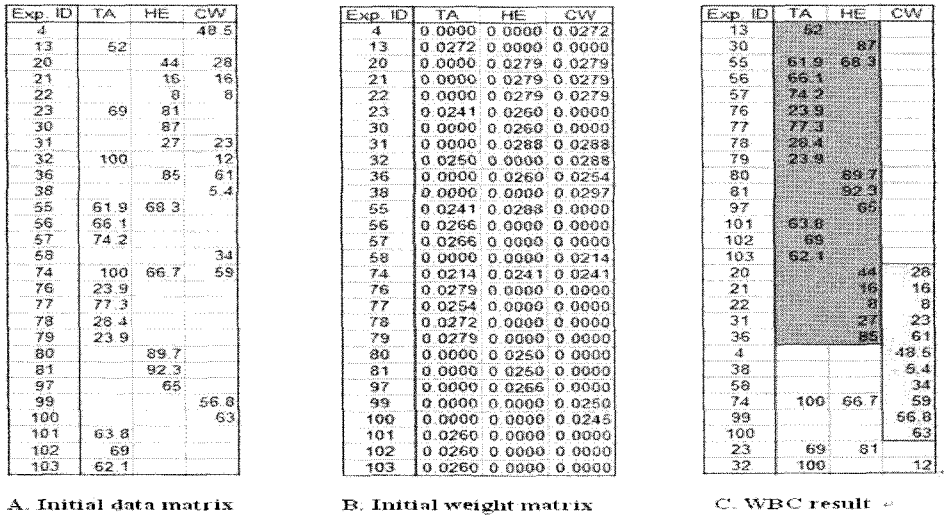 Exp. ID TA HE CW
4 48.5
13 52
20 44 28
21 16 16
22 8 8
23 69 81
30 87
31 27 23
32 100 12
36 85 61
38 5.4
55 61.9 68.3
56 66.1
57 74.2
58 34
74 100 66.7 59
76 23.9
77 77.3
78 28.4
79 23.9
80 89.7
81 92.3
97 65
99 56.8
100 63
101 63.8
102 69
103 62.1
A. Initial data matrix
Exp. ID TA HE CW
4 0.0000 0.0000 0.0272
13 0.0272 0.0000 0.0000
20 0.0000 0.0279 0.0279
21 0.0000 0.0279 0.0279
22 0.0000 0.0279 0.0279
23 0.0241 0.0260 0.0000
30 0.0000 0.0260 0.0000
31 0.0000 0.0288 0.0288
32 0.0250 0.0000 0.0288
36 0.0000 0.0260 0.0254
38 0.0000 0.0000 0.0297
55 0.0241 0.0288 0.0000
56 0.0266 0.0000 0.0000
57 0.0266 0.0000 0.0000
58 0.0000 0.0000 0.0214
74 0.0214 0.0241 0.0241
76 0.0279 0.0000 0.0000
77 0.0254 0.0000 0.0000
78 0.0272 0.0000 0.0000
79 0.0279 0.0000 0.0000
80 0.0000 0.0250 0.0000
81 0.0000 0.0250 0.0000
97 0.0000 0.0266 0.0000
99 0.0000 0.0000 0.0250
100 0.0000 0.0000 0.0245
101 0.0260 0.0000 0.0000
102 0.0260 0.0000 0.0000
103 0.0260 0.0000 0.0000
B. Initial weight matrix
Exp. ID TA HE CW
13 52
30 87
55 61.9 68.3
56 66.1
57 74.2
76 23.9
77 77.3
78 28.4
79 23.9
80 89.7
81 92.3
97 65
101 63.8
102 69
103 62.1
20 44 28
21 16 16
22 8 8
31 27 23
36 85 61
4 48.5
38 5.4
58 34
74 100 66.7 59
99 56.8
100 63
23 69 81
32 100 12
C. WBC result